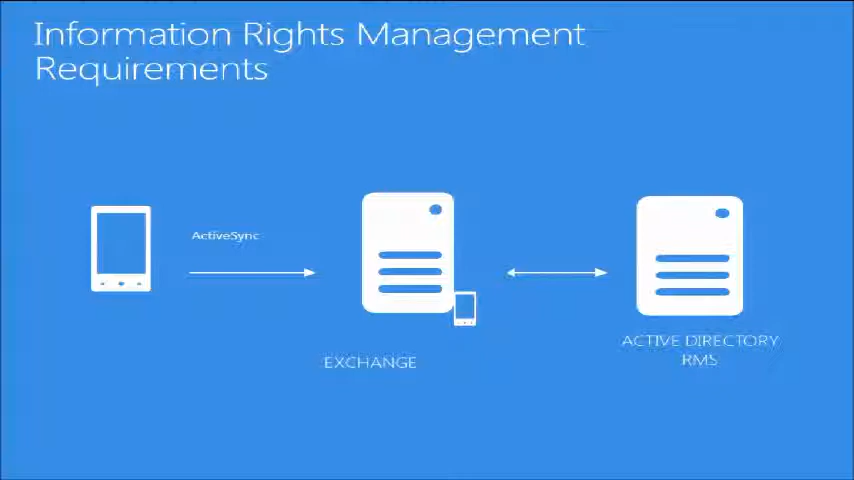 Information Rights Management
Requirements
ActiveSync
EXCHANGE
ACTIVE DIRECTORY
RMS